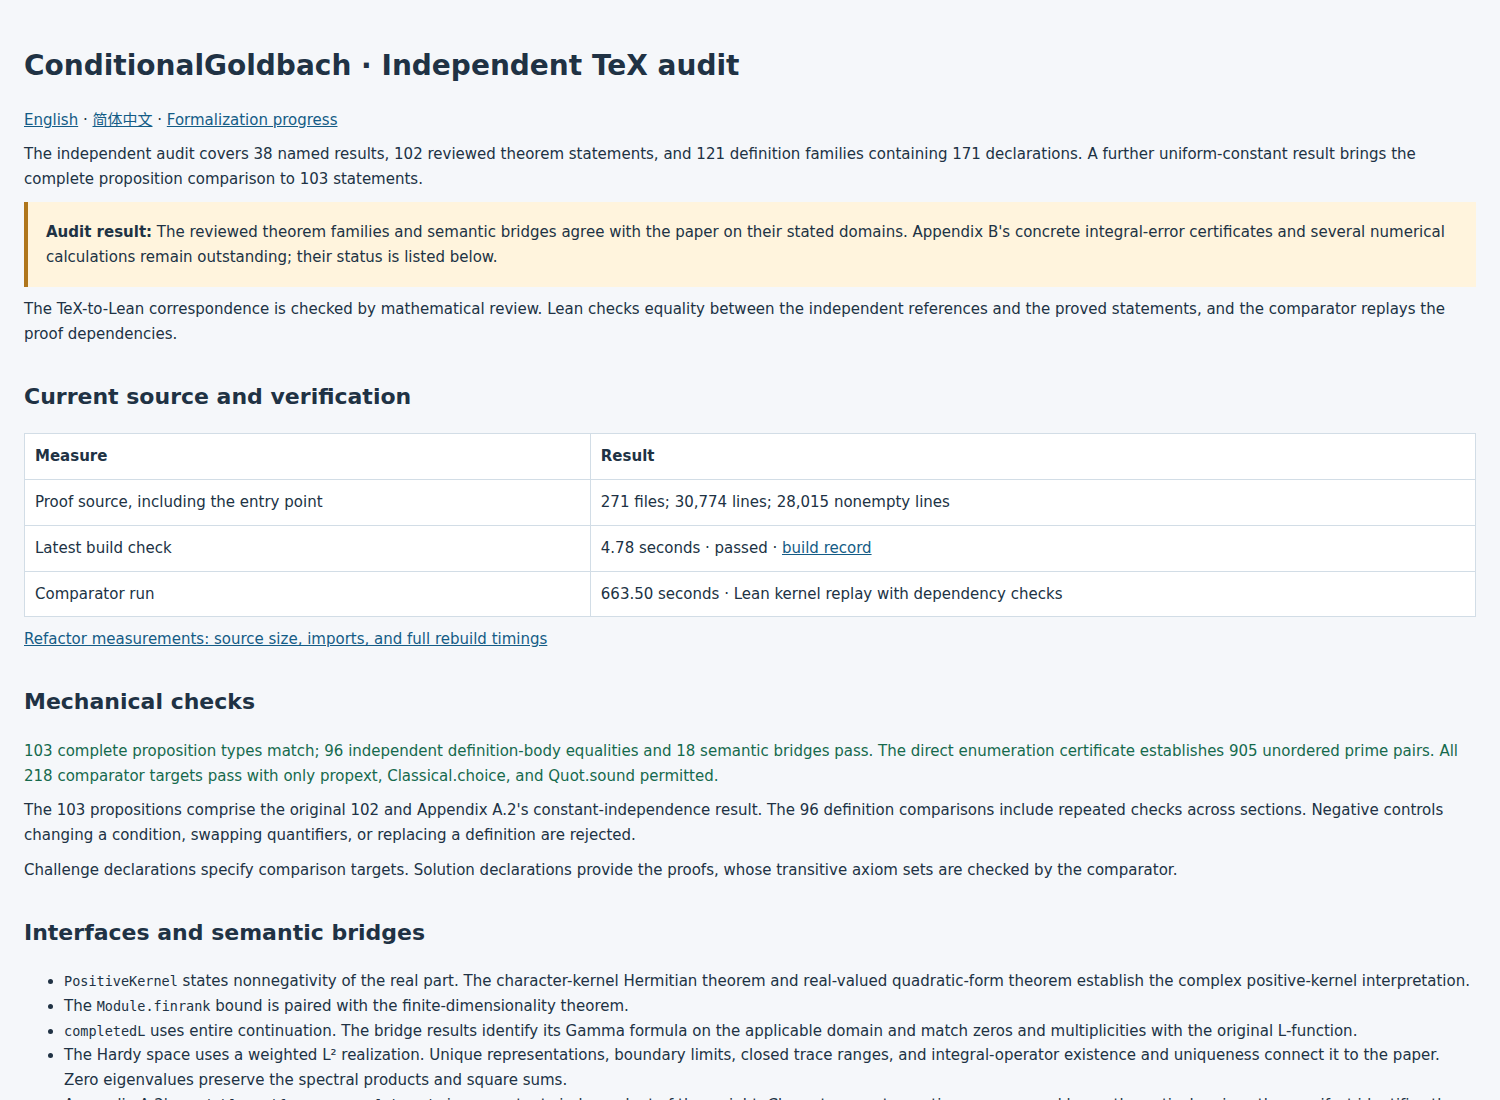 ConditionalGoldbach · Independent TeX audit
English · 简体中文 · Formalization progress
The independent audit covers 38 named results, 102 reviewed theorem statements, and 121 definition families containing 171 declarations. A further uniform-constant result brings the
complete proposition comparison to 103 statements.
Audit result: The reviewed theorem families and semantic bridges agree with the paper on their stated domains. Appendix B's concrete integral-error certificates and several numerical
calculations remain outstanding; their status is listed below.
The TeX-to-Lean correspondence is checked by mathematical review. Lean checks equality between the independent references and the proved statements, and the comparator replays the
proof dependencies.
Current source and verification
Measure Result
Proof source, including the entry point 271 files; 30,774 lines; 28,015 nonempty lines
Latest build check 4.78 seconds · passed · build record
Comparator run 663.50 seconds · Lean kernel replay with dependency checks
Refactor measurements: source size, imports, and full rebuild timings
Mechanical checks
103 complete proposition types match; 96 independent definition-body equalities and 18 semantic bridges pass. The direct enumeration certificate establishes 905 unordered prime pairs. All
218 comparator targets pass with only propext, Classical.choice, and Quot.sound permitted.
The 103 propositions comprise the original 102 and Appendix A.2's constant-independence result. The 96 definition comparisons include repeated checks across sections. Negative controls
changing a condition, swapping quantifiers, or replacing a definition are rejected.
Challenge declarations specify comparison targets. Solution declarations provide the proofs, whose transitive axiom sets are checked by the comparator.
Interfaces and semantic bridges
• PositiveKernel states nonnegativity of the real part. The character-kernel Hermitian theorem and real-valued quadratic-form theorem establish the complex positive-kernel interpretation.
• The Module.finrank bound is paired with the finite-dimensionality theorem.
• completedL uses entire continuation. The bridge results identify its Gamma formula on the applicable domain and match zeros and multiplicities with the original L-function.
• The Hardy space uses a weighted L² realization. Unique representations, boundary limits, closed trace ranges, and integral-operator existence and uniqueness connect it to the paper.
Zero eigenvalues preserve the spectral products and square sums.